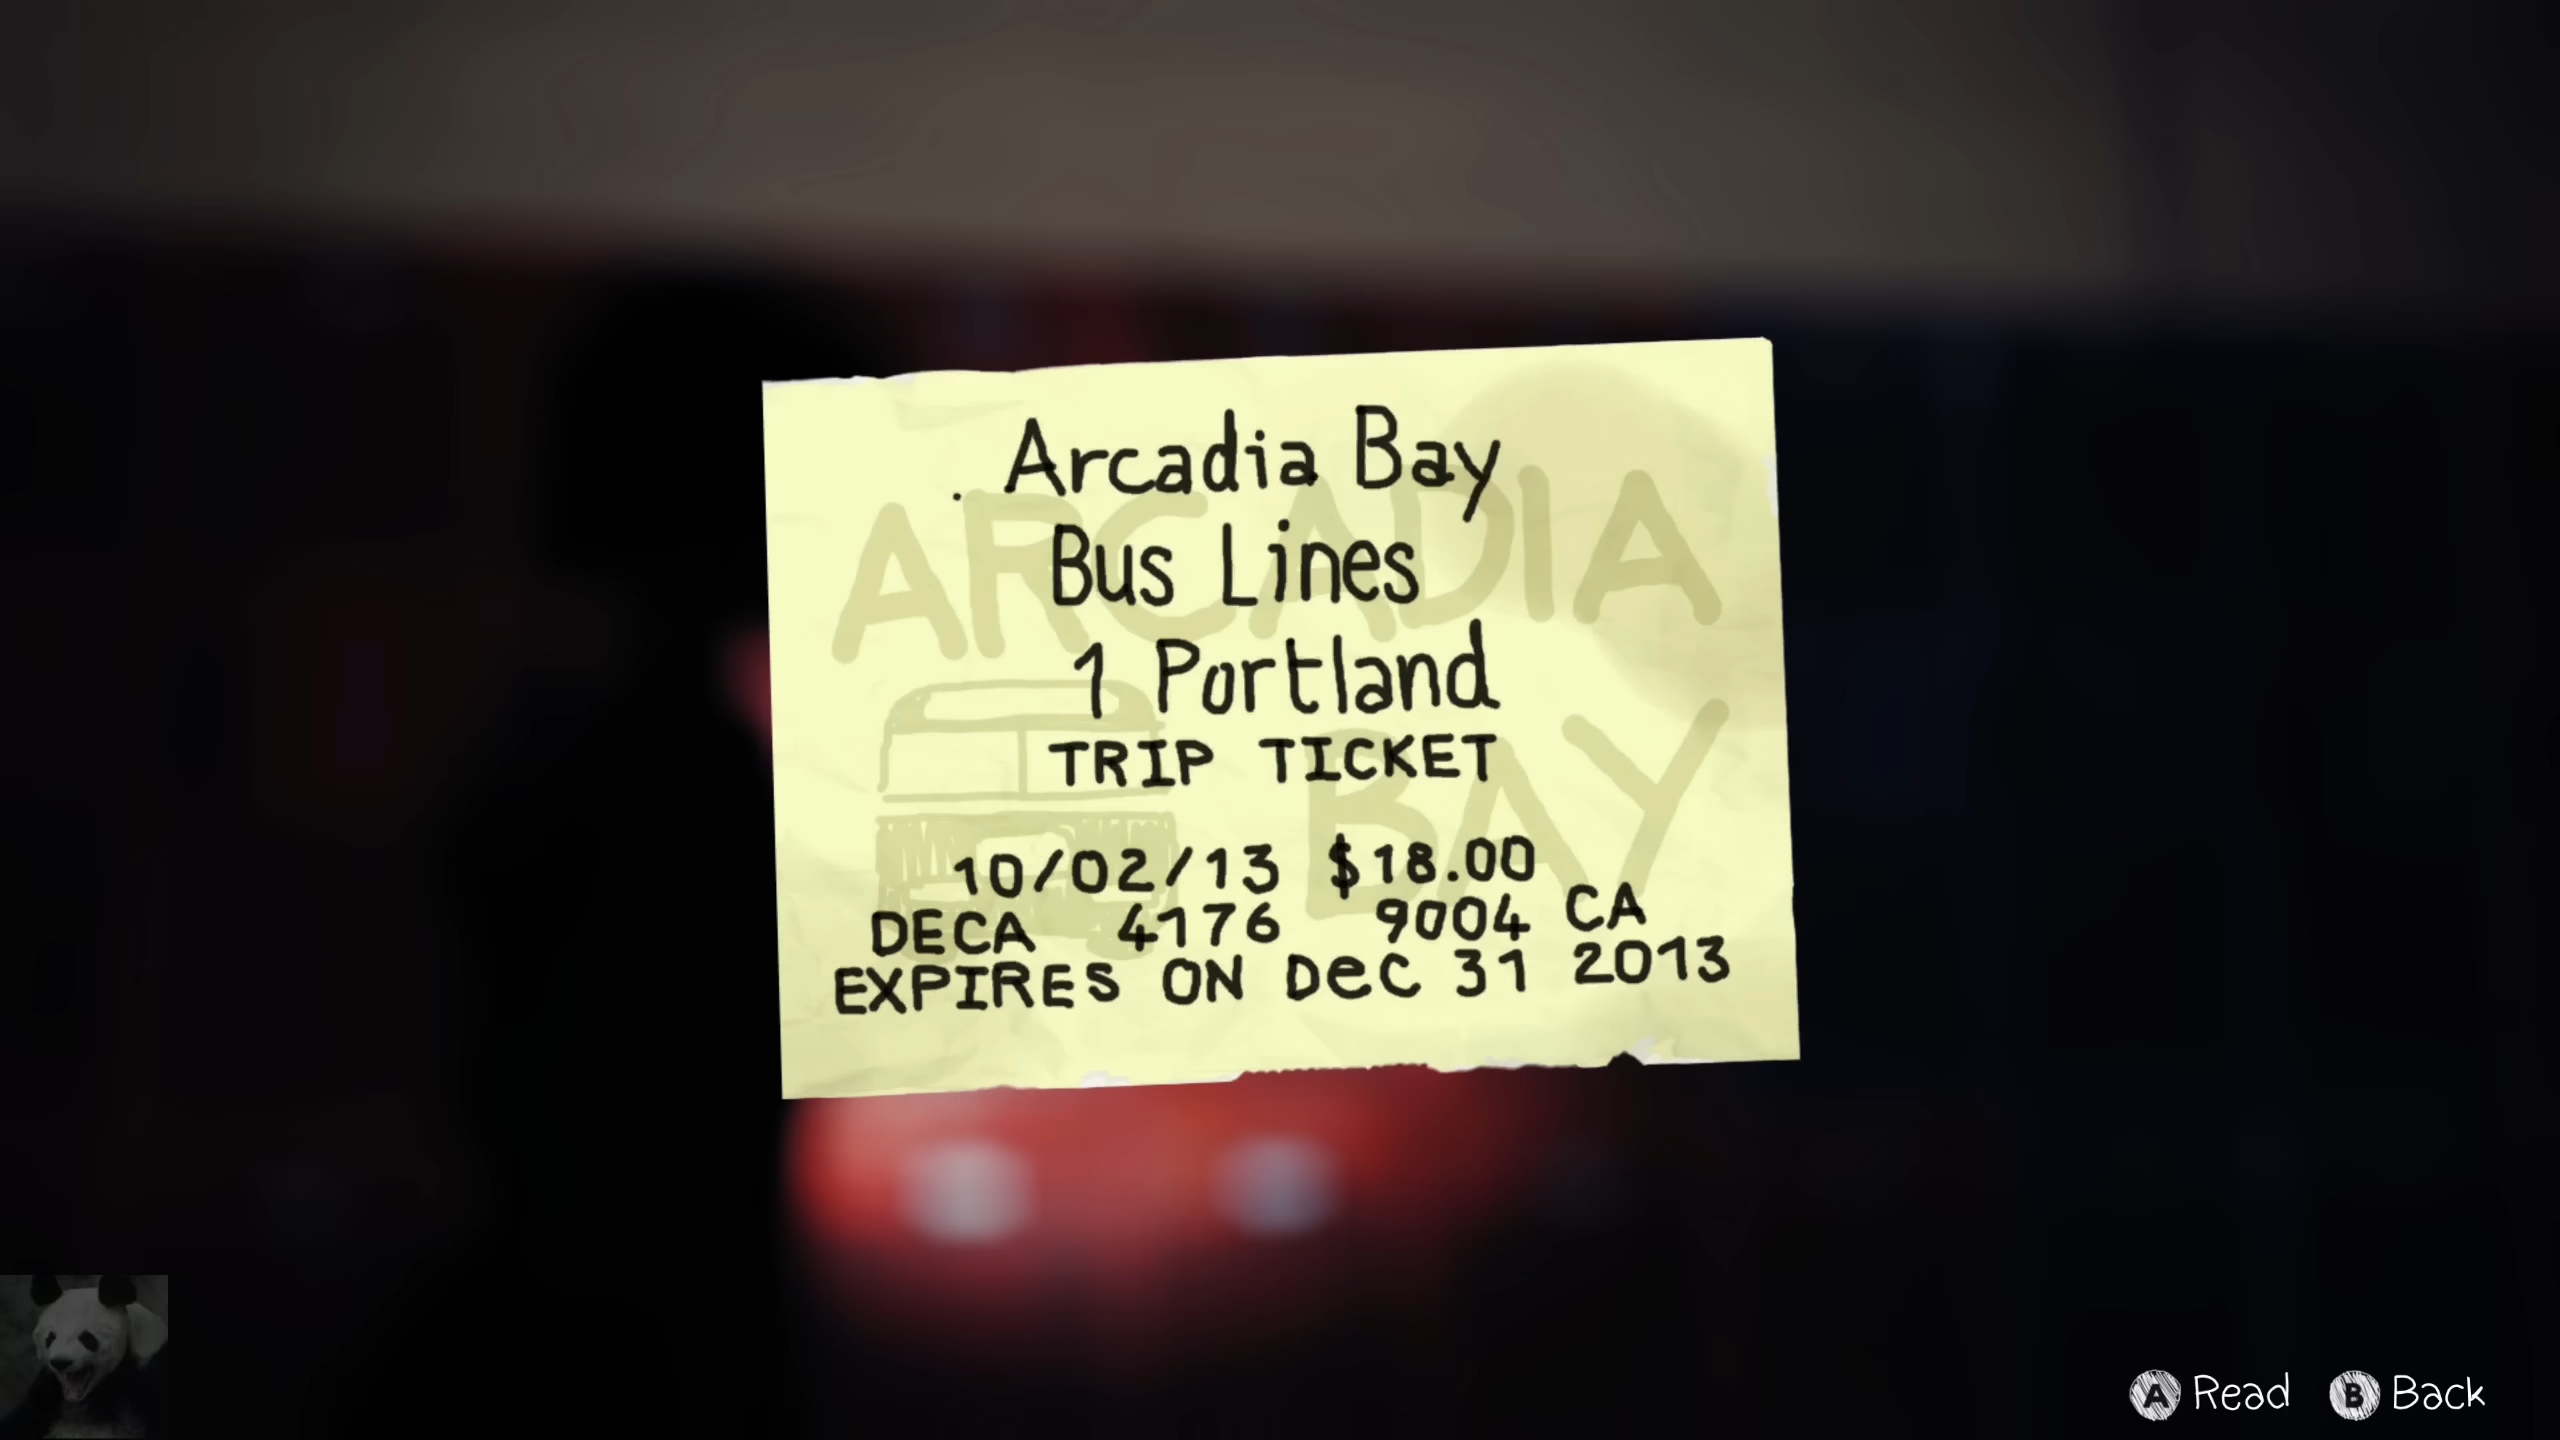 Arcadia Bay
Bus Lines
1 Portland
TRIP TICKET
10/02/13 $18.00
DECA 4176 9004 CA
EXPIRES ON DeC 31 2013
ARCADIA
BAY
A Read B Back